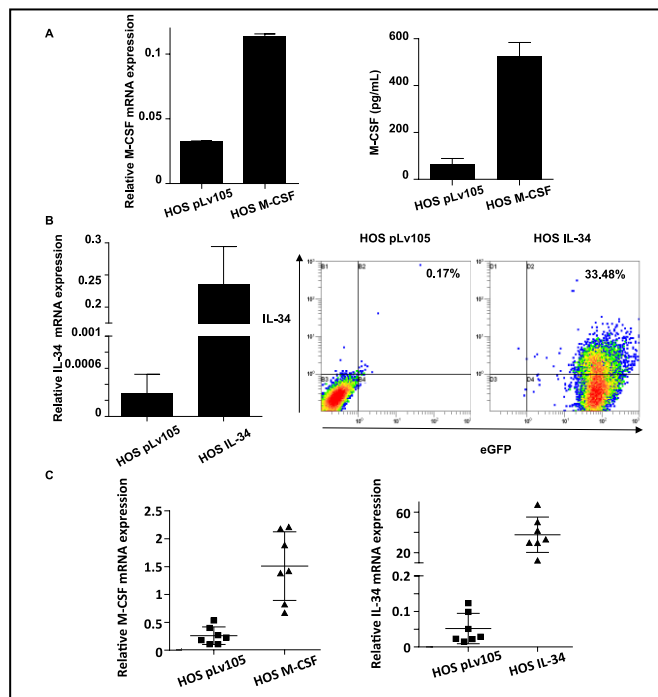 A
Relative M-CSF mRNA expression
0.1
0.05
0
HOS pLv105
HOS M-CSF
M-CSF (pg/mL)
600
400
200
0
HOS pLv105
HOS M-CSF
B
Relative IL-34 mRNA expression
0.3
0.25
0.2
0.001
0.0006
0
HOS pLv105
HOS IL-34
HOS pLv105
HOS IL-34
0.17%
33.48%
IL-34
eGFP
C
Relative M-CSF mRNA expression
2.5
2
1.5
1
0.5
0
HOS pLv105
HOS M-CSF
Relative IL-34 mRNA expression
60
40
20
0.2
0.1
0.05
0
HOS pLv105
HOS IL-34